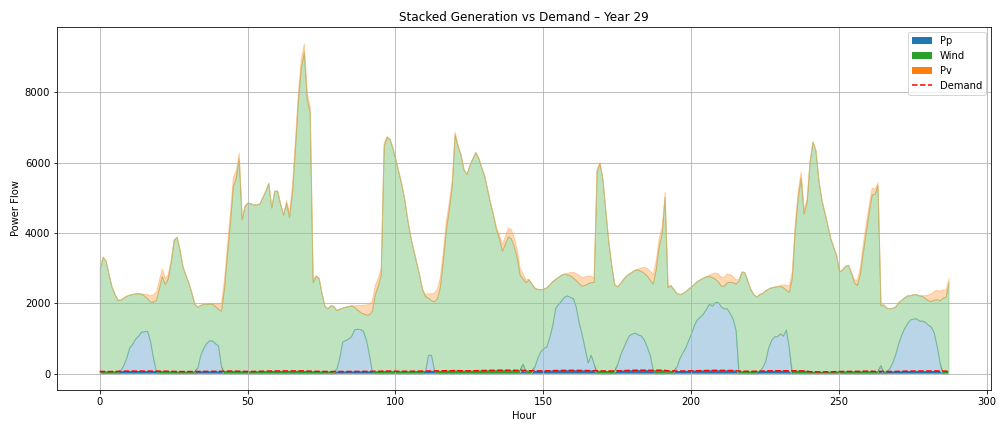 Stacked Generation vs Demand – Year 29
Pp
Wind
Pv
Demand
Power Flow
8000
6000
4000
2000
0
0 50 100 150 200 250 300
Hour